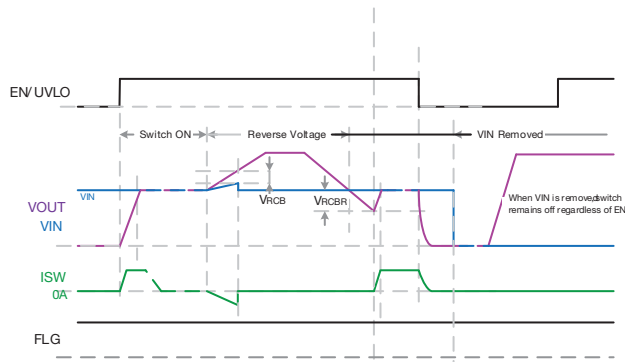 EN/UVLO
Switch ON
Reverse Voltage
VIN Removed
VIN
VRCB
VRCBR
When VIN is removed,switch
remains off regardless of EN
VOUT
VIN
ISW
0A
FLG